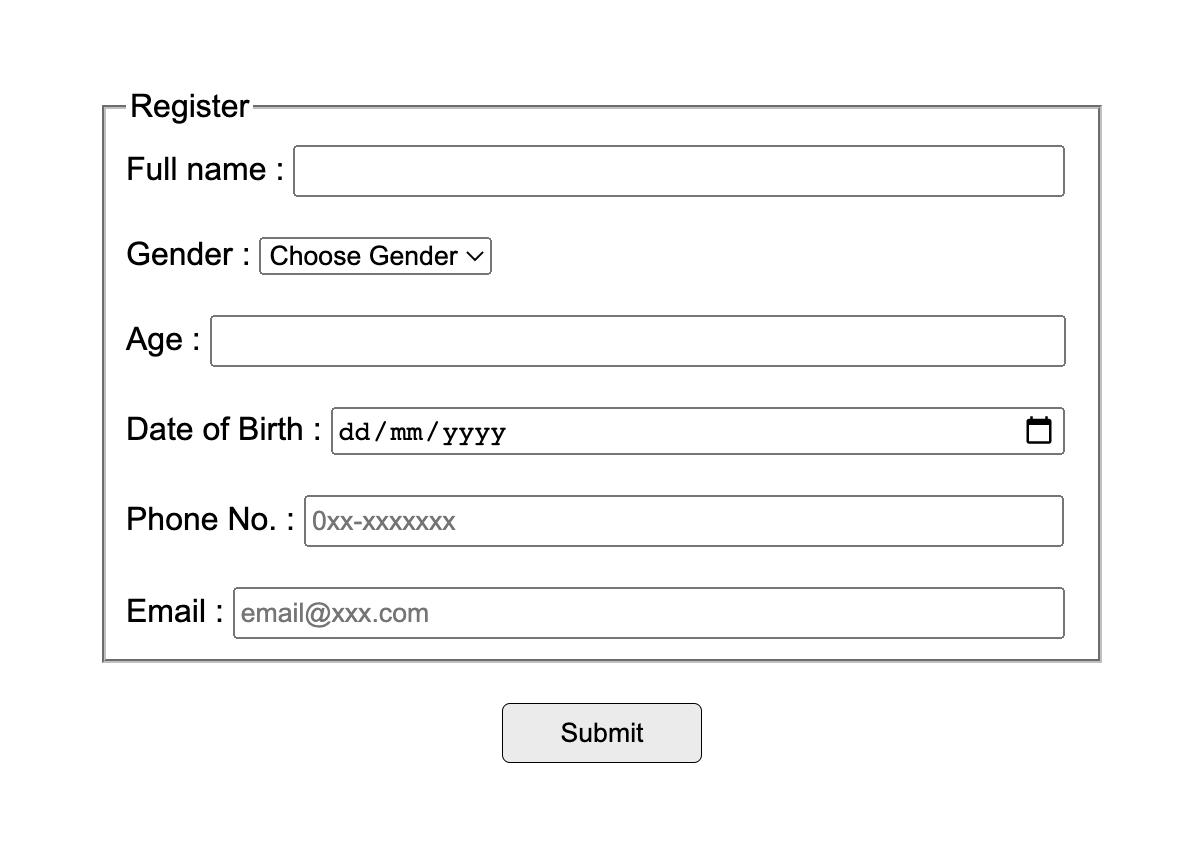 Register
Full name :
Gender : Choose Gender
Age :
Date of Birth : dd/mm/yyyy
Phone No. : 0xx-xxxxxxx
Email : email@xxx.com
Submit